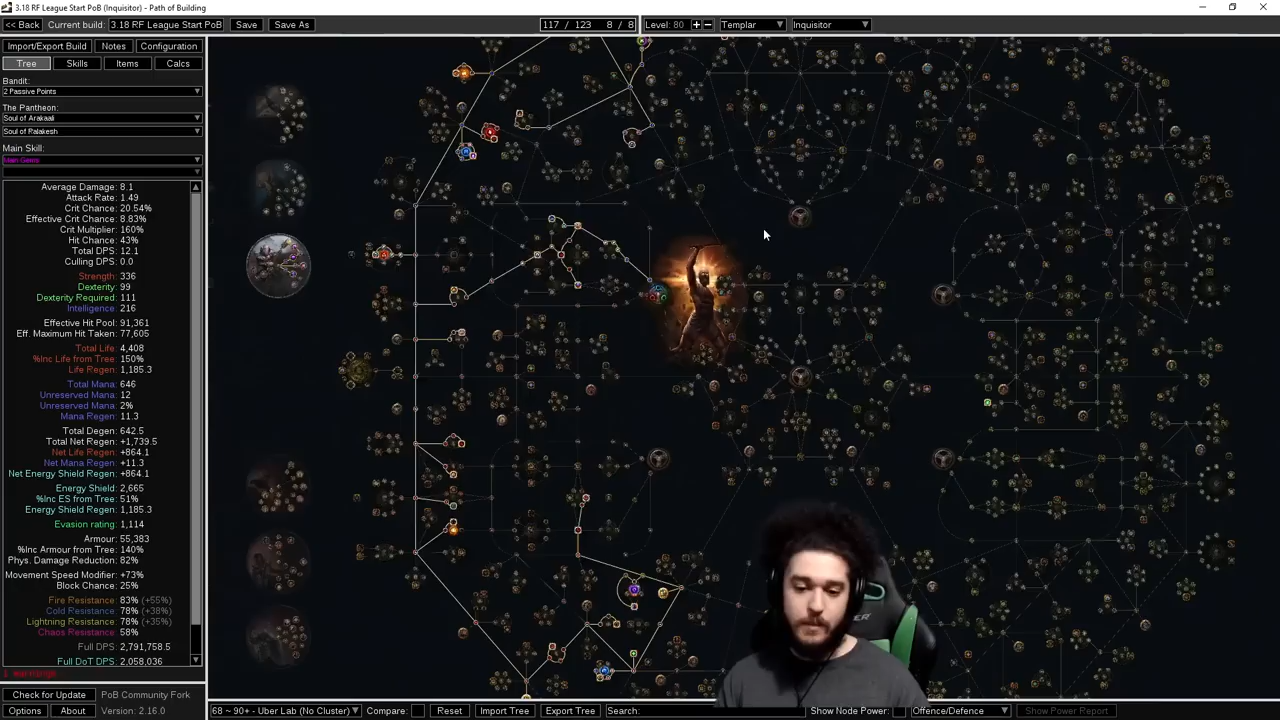 3.18 RF League Start PoB (Inquisitor) - Path of Building
<< Back Current build: 3.18 RF League Start PoB Save Save As 117 / 123 8 / 8 Level: 80 + - Templar Inquisitor
Import/Export Build Notes Configuration
Tree Skills Items Calcs
Bandit:
2 Passive Points
The Pantheon:
Soul of Arakaali
Soul of Ralakesh
Main Skill:
Main Gems
Average Damage: 8.1
Attack Rate: 1.49
Crit Chance: 20.54%
Effective Crit Chance: 8.83%
Crit Multiplier: 160%
Hit Chance: 43%
Total DPS: 12.1
Culling DPS: 0.0
Strength: 336
Dexterity: 99
Dexterity Required: 111
Intelligence: 216
Effective Hit Pool: 91,361
Eff. Maximum Hit Taken: 77,605
Total Life: 4,408
%Inc Life from Tree: 150%
Life Regen: 1,185.3
Total Mana: 646
Unreserved Mana: 12
Unreserved Mana: 2%
Mana Regen: 11.3
Total Degen: 642.5
Total Net Regen: +1,739.5
Net Life Regen: +864.1
Net Mana Regen: +11.3
Net Energy Shield Regen: +864.1
Energy Shield: 2,665
%Inc ES from Tree: 51%
Energy Shield Regen: 1,185.3
Evasion rating: 1,114
Armour: 55,383
%Inc Armour from Tree: 140%
Phys. Damage Reduction: 82%
Movement Speed Modifier: +73%
Block Chance: 25%
Fire Resistance: 83% (+55%)
Cold Resistance: 78% (+38%)
Lightning Resistance: 78% (+35%)
Chaos Resistance: 58%
Full DPS: 2,791,758.5
Full DoT DPS: 2,058,036
Check for Update PoB Community Fork
Options About Version: 2.16.0
68 ~ 90+ - Uber Lab (No Cluster) Compare: Reset Import Tree Export Tree Search: Show Node Power: Offence/Defence Show Power Report